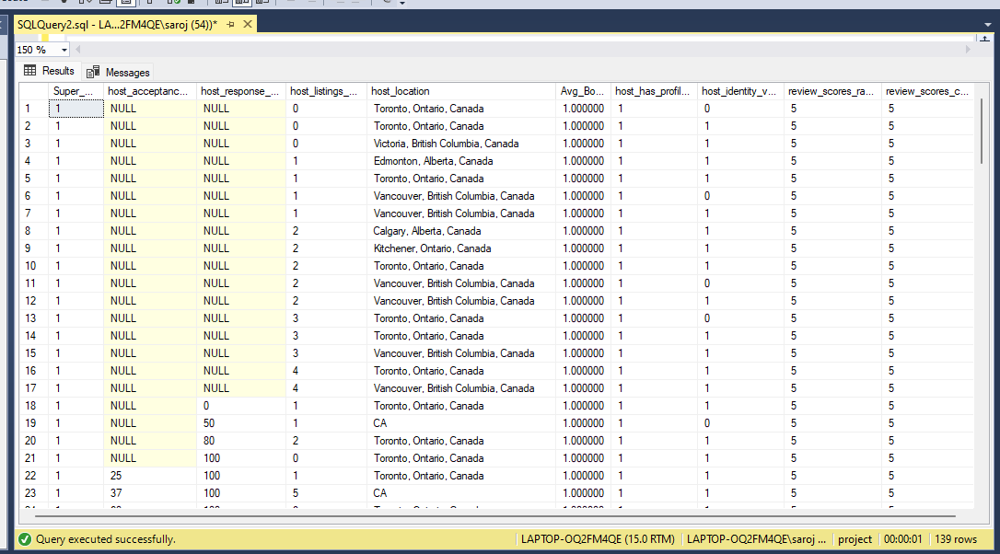 SQLQuery2.sql - LA...2FM4QE\saroj (54))*
150 %
Results Messages
Super_... host_acceptanc... host_response_... host_listings_... host_location Avg_Bo... host_has_profil... host_identity_v... review_scores_ra... review_scores_c...
1 1 NULL NULL 0 Toronto, Ontario, Canada 1.000000 1 0 5 5
2 1 NULL NULL 0 Toronto, Ontario, Canada 1.000000 1 1 5 5
3 1 NULL NULL 0 Victoria, British Columbia, Canada 1.000000 1 1 5 5
4 1 NULL NULL 1 Edmonton, Alberta, Canada 1.000000 1 1 5 5
5 1 NULL NULL 1 Toronto, Ontario, Canada 1.000000 1 1 5 5
6 1 NULL NULL 1 Vancouver, British Columbia, Canada 1.000000 1 0 5 5
7 1 NULL NULL 1 Vancouver, British Columbia, Canada 1.000000 1 1 5 5
8 1 NULL NULL 2 Calgary, Alberta, Canada 1.000000 1 1 5 5
9 1 NULL NULL 2 Kitchener, Ontario, Canada 1.000000 1 1 5 5
10 1 NULL NULL 2 Toronto, Ontario, Canada 1.000000 1 1 5 5
11 1 NULL NULL 2 Vancouver, British Columbia, Canada 1.000000 1 0 5 5
12 1 NULL NULL 2 Vancouver, British Columbia, Canada 1.000000 1 1 5 5
13 1 NULL NULL 3 Toronto, Ontario, Canada 1.000000 1 0 5 5
14 1 NULL NULL 3 Toronto, Ontario, Canada 1.000000 1 1 5 5
15 1 NULL NULL 3 Vancouver, British Columbia, Canada 1.000000 1 1 5 5
16 1 NULL NULL 4 Toronto, Ontario, Canada 1.000000 1 1 5 5
17 1 NULL NULL 4 Vancouver, British Columbia, Canada 1.000000 1 1 5 5
18 1 NULL 0 1 Toronto, Ontario, Canada 1.000000 1 1 5 5
19 1 NULL 50 1 CA 1.000000 1 0 5 5
20 1 NULL 80 2 Toronto, Ontario, Canada 1.000000 1 1 5 5
21 1 NULL 100 0 Toronto, Ontario, Canada 1.000000 1 1 5 5
22 1 25 100 1 Toronto, Ontario, Canada 1.000000 1 1 5 5
23 1 37 100 5 CA 1.000000 1 1 5 5
Query executed successfully. LAPTOP-OQ2FM4QE (15.0 RTM) LAPTOP-OQ2FM4QE\saroj ... project 00:00:01 139 rows